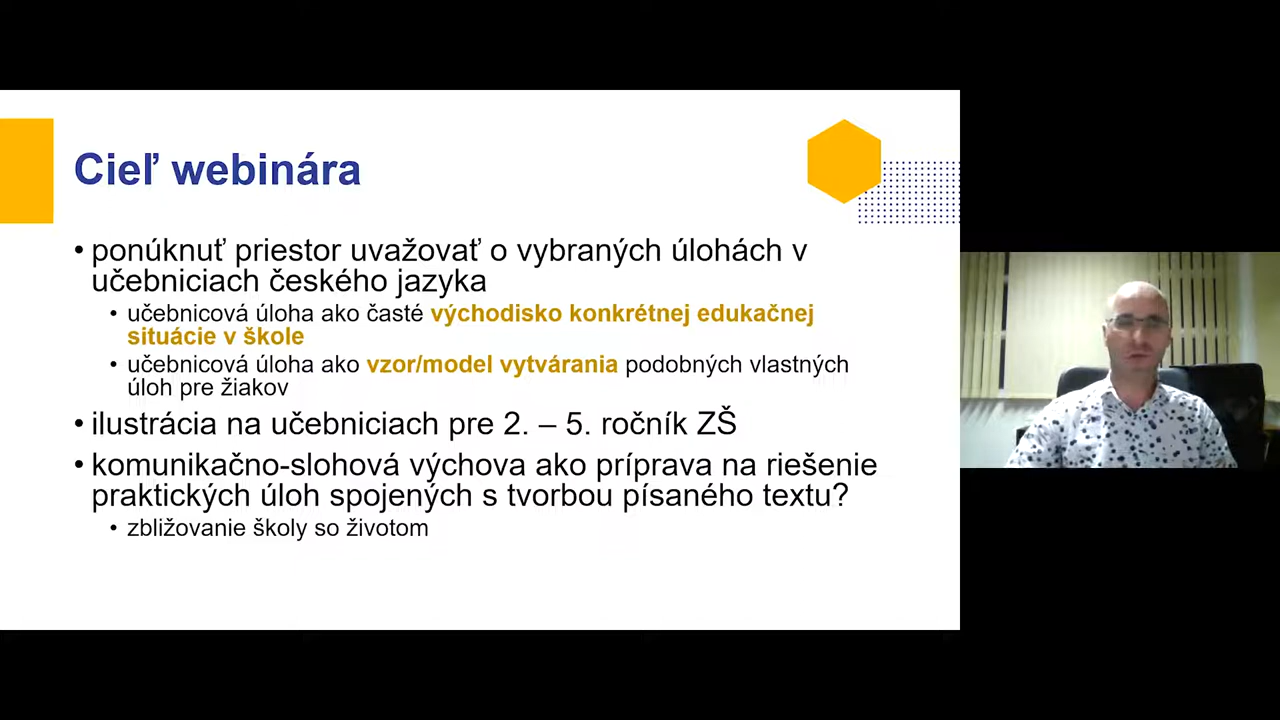 Cieľ webinára
• ponúknuť priestor uvažovať o vybraných úlohách v
učebniciach českého jazyka
• učebnicová úloha ako časté východisko konkrétnej edukačnej
situácie v škole
• učebnicová úloha ako vzor/model vytvárania podobných vlastných
úloh pre žiakov
• ilustrácia na učebniciach pre 2. – 5. ročník ZŠ
• komunikačno-slohová výchova ako príprava na riešenie
praktických úloh spojených s tvorbou písaného textu?
• zbližovanie školy so životom